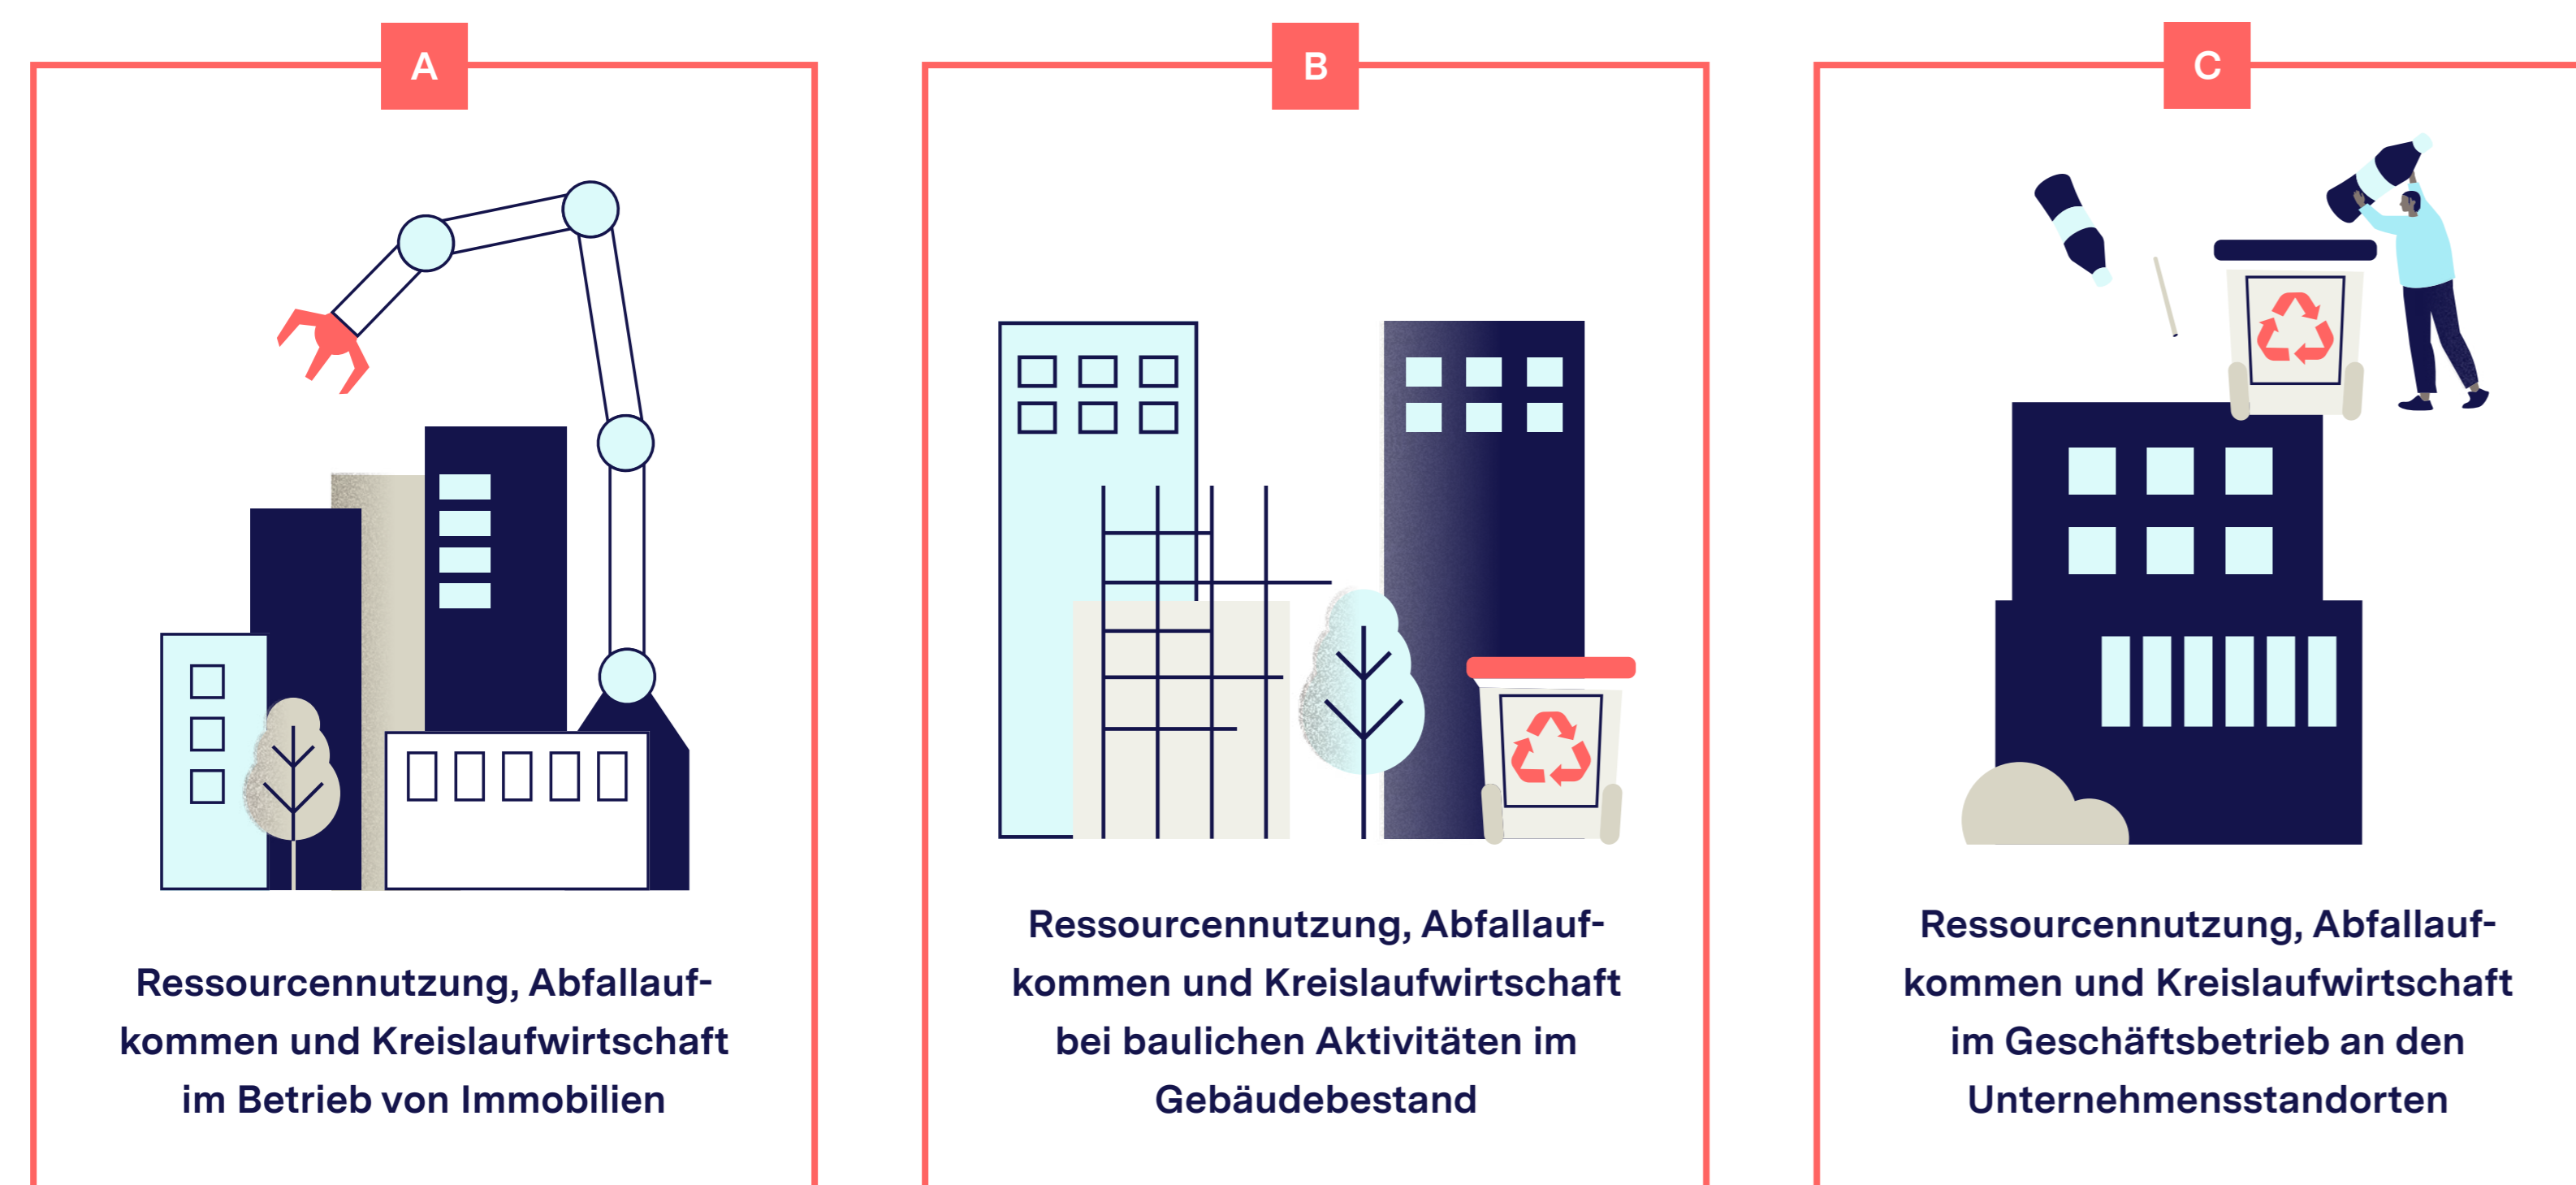 A
Ressourcennutzung, Abfallauf-
kommen und Kreislaufwirtschaft
im Betrieb von Immobilien
B
Ressourcennutzung, Abfallauf-
kommen und Kreislaufwirtschaft
bei baulichen Aktivitäten im
Gebäudebestand
C
Ressourcennutzung, Abfallauf-
kommen und Kreislaufwirtschaft
im Geschäftsbetrieb an den
Unternehmensstandorten